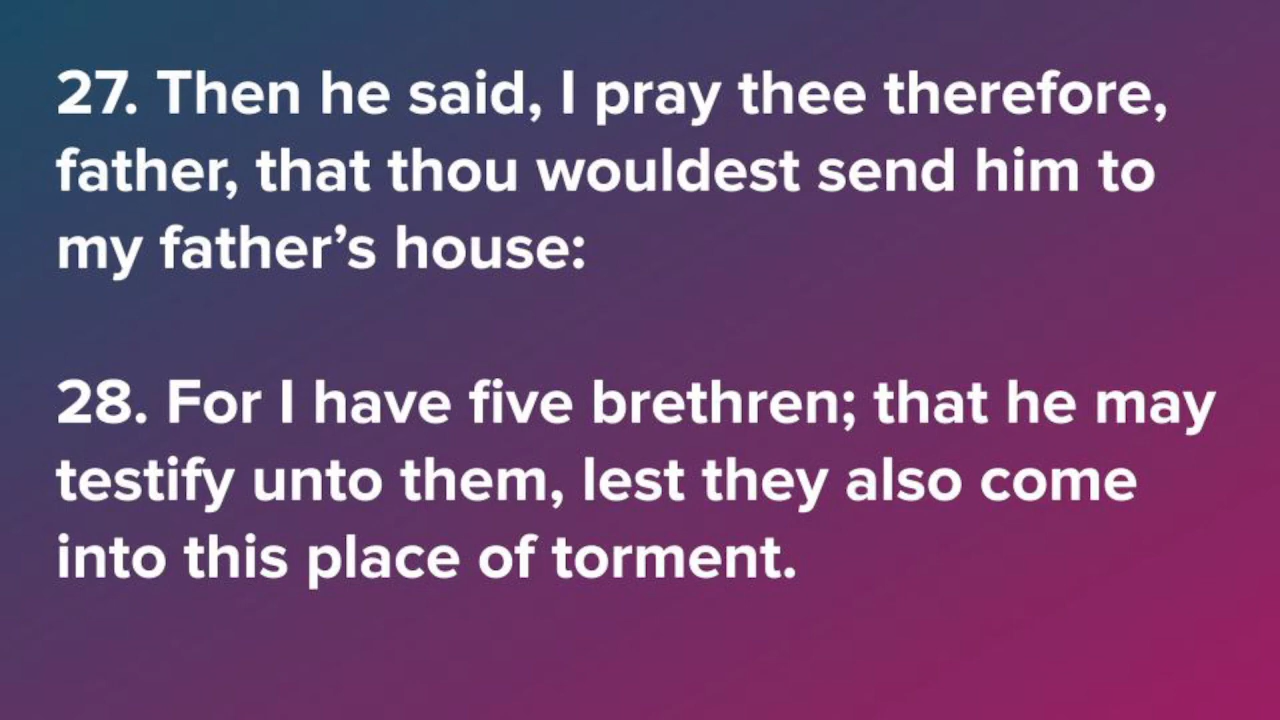 27. Then he said, I pray thee therefore,
father, that thou wouldest send him to
my father’s house:
28. For I have five brethren; that he may
testify unto them, lest they also come
into this place of torment.